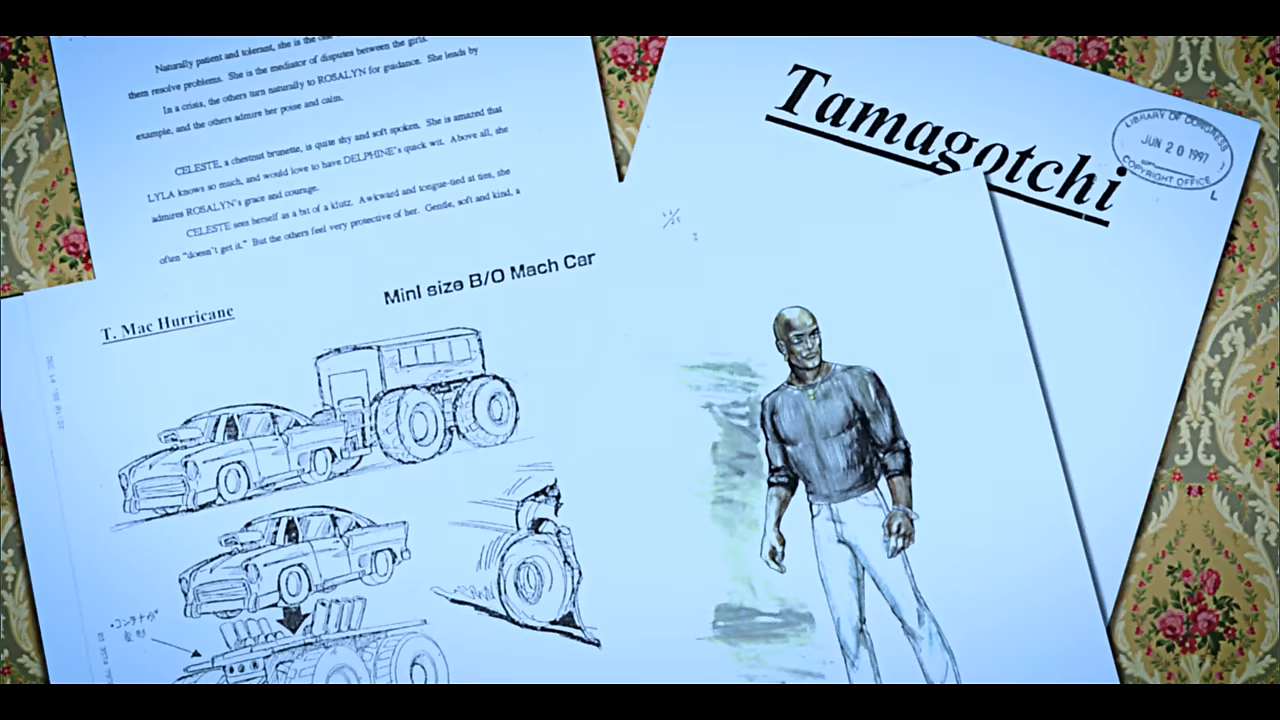 Naturally patient and tolerant, she is the one
them resolve problems. She is the mediator of disputes between the girls.
In a crisis, the others turn naturally to ROSALYN for guidance. She leads by
example, and the others admire her poise and calm.
CELESTE, a chestnut brunette, is quite shy and soft spoken. She is amazed that
LYLA knows so much, and would love to have DELPHINE's quick wit. Above all, she
admires ROSALYN's grace and courage.
CELESTE sees herself as a bit of a klutz. Awkward and tongue-tied at times, she
often "doesn't get it." But the others feel very protective of her. Gentle, soft and kind, a
Mini size B/O Mach Car
T. Mac Hurricane
Tamagotchi
LIBRARY OF CONGRESS
JUN 20 1997
COPYRIGHT OFFICE
L